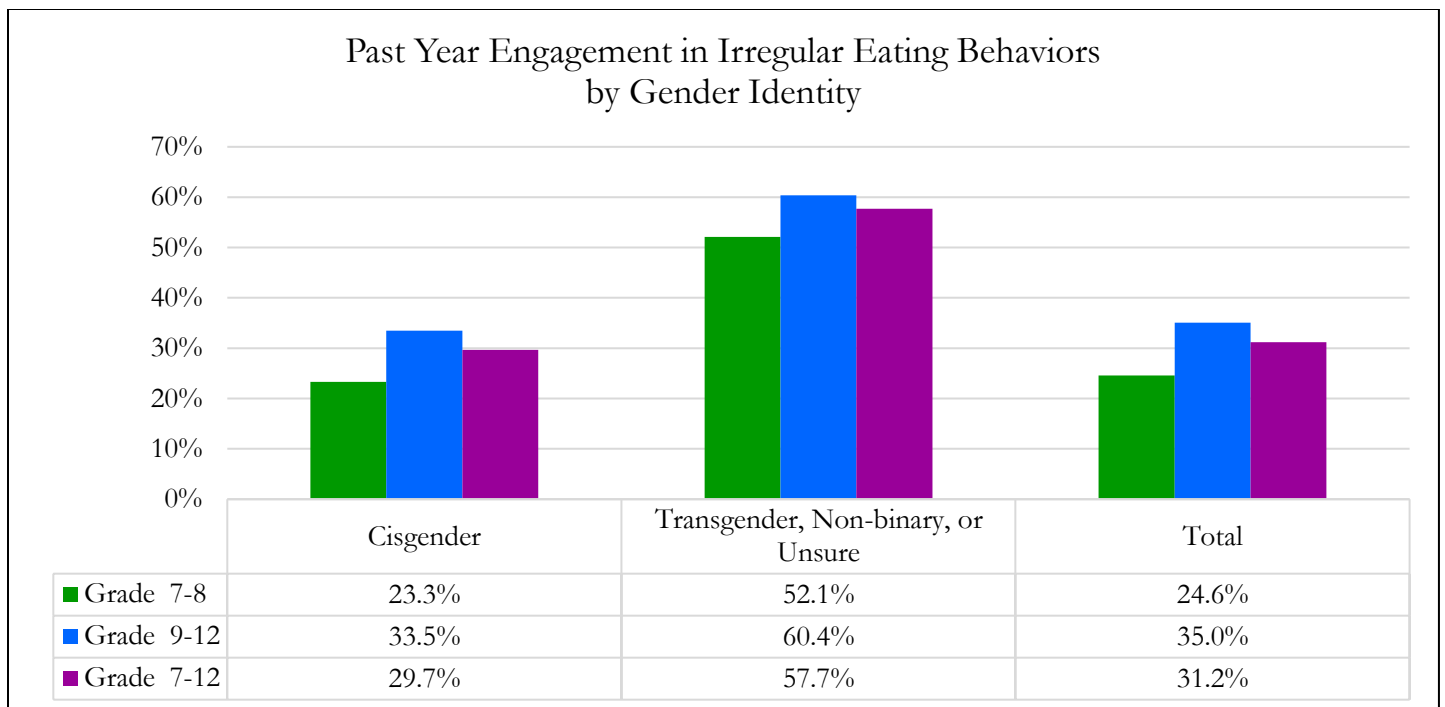 Past Year Engagement in Irregular Eating Behaviors
by Gender Identity
70%
60%
50%
40%
30%
20%
10%
0%
Cisgender
Transgender, Non-binary, or
Unsure
Total
Grade 7-8 23.3% 52.1% 24.6%
Grade 9-12 33.5% 60.4% 35.0%
Grade 7-12 29.7% 57.7% 31.2%